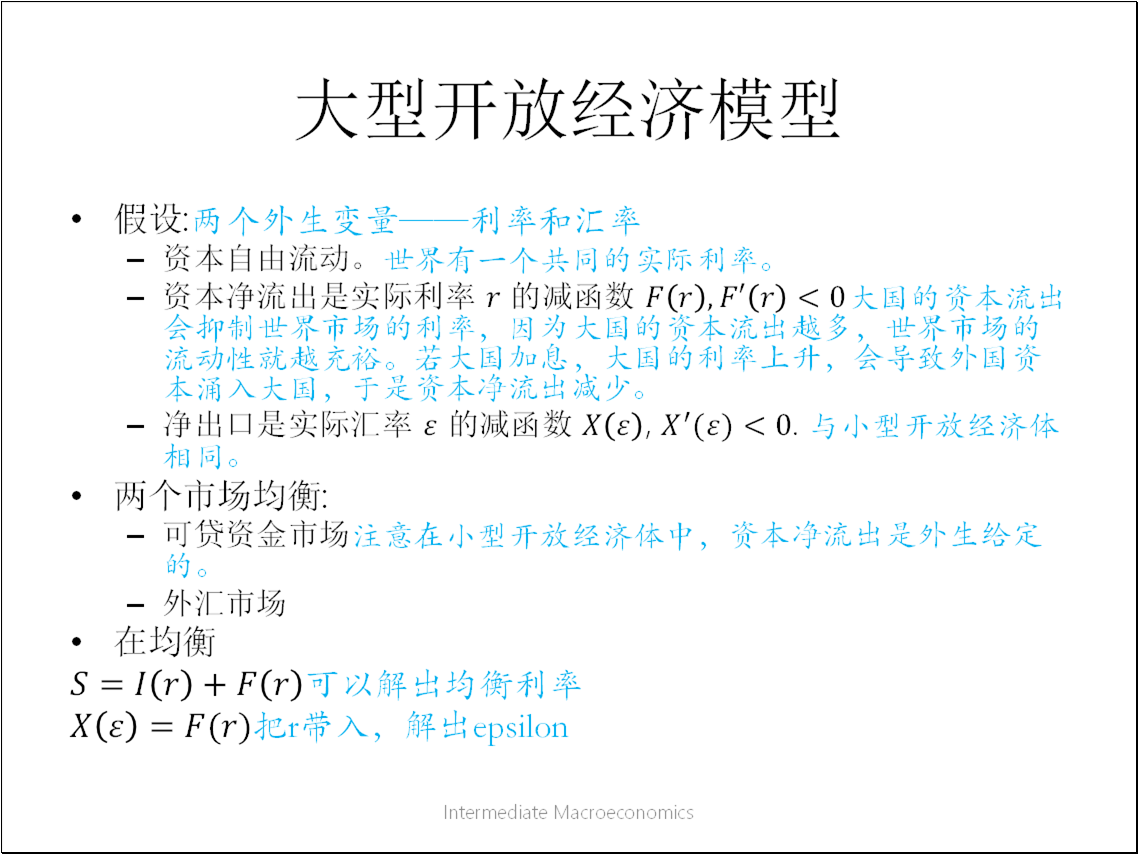 大型开放经济模型
• 假设:两个外生变量——利率和汇率
– 资本自由流动。世界有一个共同的实际利率。
– 资本净流出是实际利率 r 的减函数 F(r), F′(r) < 0 大国的资本流出
会抑制世界市场的利率，因为大国的资本流出越多，世界市场的
流动性就越充裕。若大国加息，大国的利率上升，会导致外国资
本涌入大国，于是资本净流出减少。
– 净出口是实际汇率 ε 的减函数 X(ε), X′(ε) < 0. 与小型开放经济体
相同。
• 两个市场均衡:
– 可贷资金市场注意在小型开放经济体中，资本净流出是外生给定
的。
– 外汇市场
• 在均衡
S = I(r) + F(r)可以解出均衡利率
X(ε) = F(r)把r带入，解出epsilon
Intermediate Macroeconomics